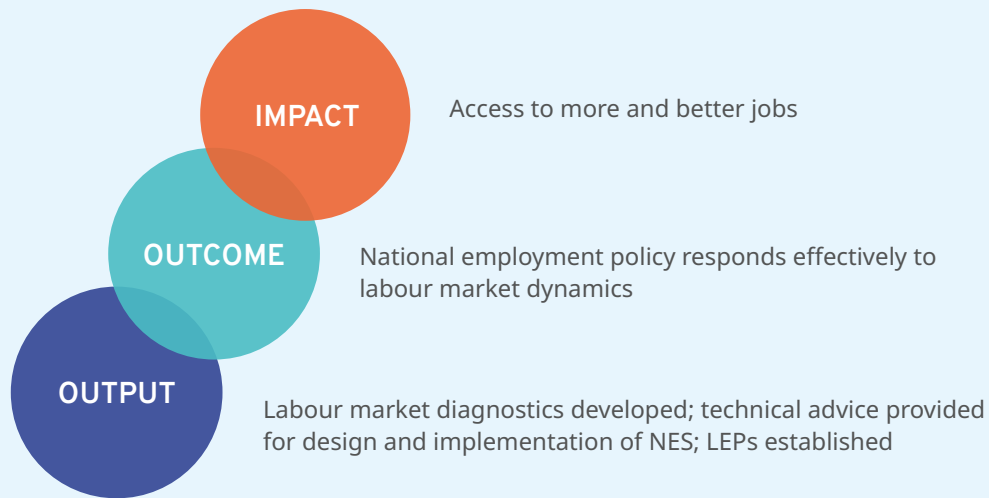 IMPACT
Access to more and better jobs
OUTCOME
National employment policy responds effectively to
labour market dynamics
OUTPUT
Labour market diagnostics developed; technical advice provided
for design and implementation of NES; LEPs established